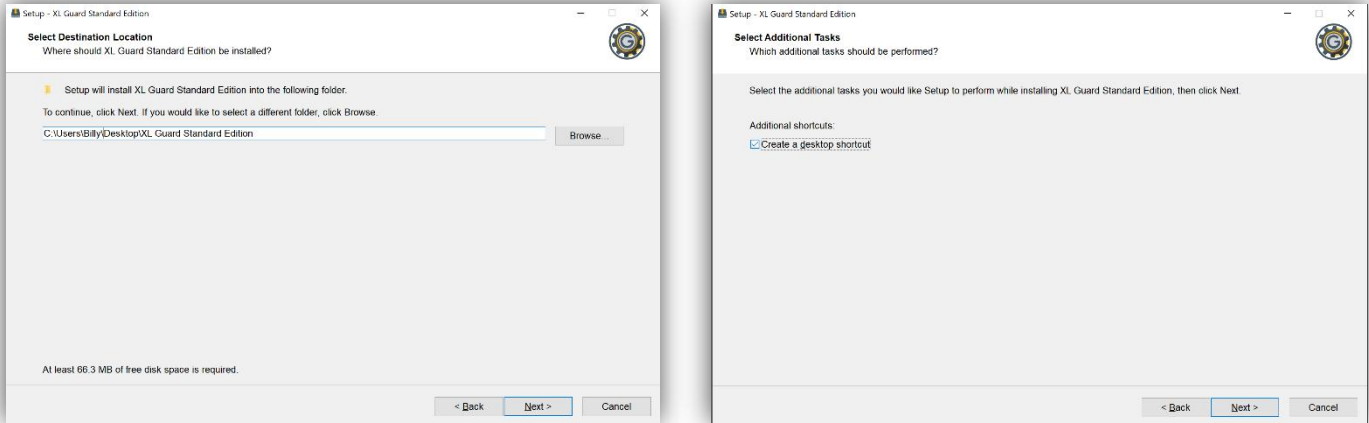 Setup - XL Guard Standard Edition
Select Destination Location
Where should XL Guard Standard Edition be installed?
G
Setup will install XL Guard Standard Edition into the following folder.
To continue, click Next. If you would like to select a different folder, click Browse.
C:\Users\Billy\Desktop\XL Guard Standard Edition
Browse...
At least 66.3 MB of free disk space is required.
< Back
Next >
Cancel
Setup - XL Guard Standard Edition
Select Additional Tasks
Which additional tasks should be performed?
G
Select the additional tasks you would like Setup to perform while installing XL Guard Standard Edition, then click Next.
Additional shortcuts:
Create a desktop shortcut
< Back
Next >
Cancel